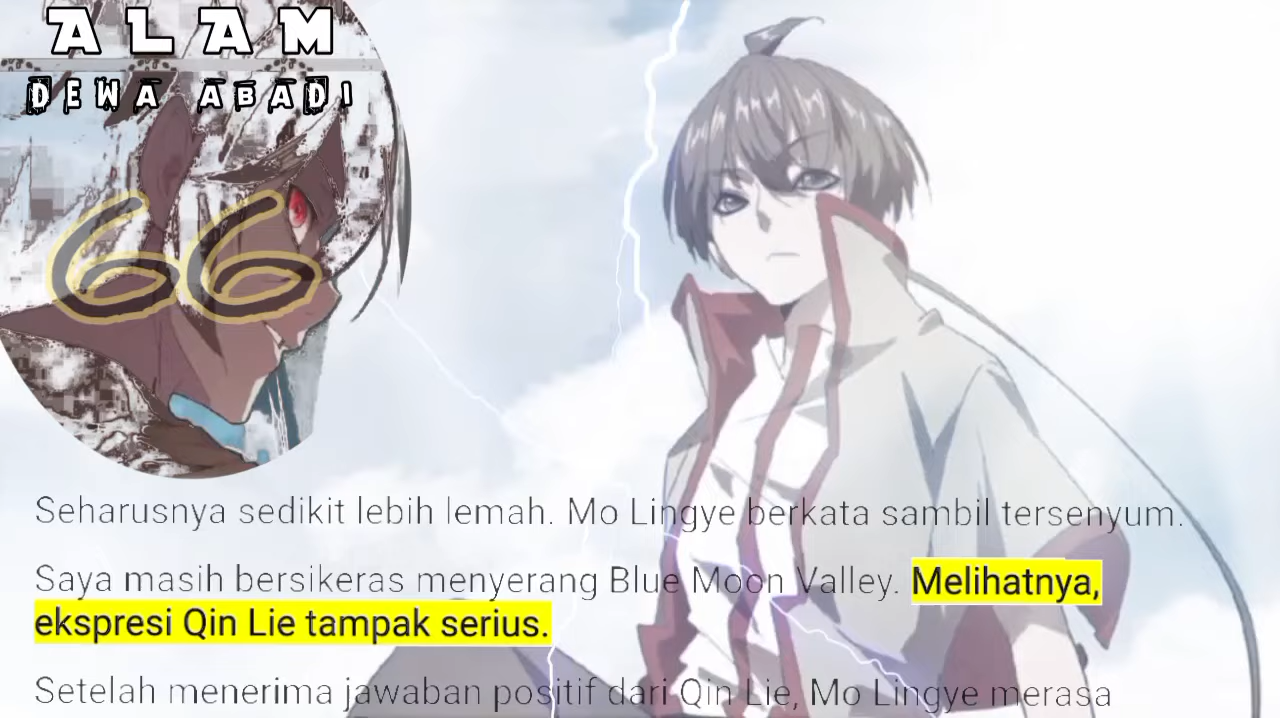 ALAM
DEWA ABADI
66
Seharusnya sedikit lebih lemah. Mo Lingye berkata sambil tersenyum.
Saya masih bersikeras menyerang Blue Moon Valley. Melihatnya,
ekspresi Qin Lie tampak serius.
Setelah menerima jawaban positif dari Qin Lie, Mo Lingye merasa